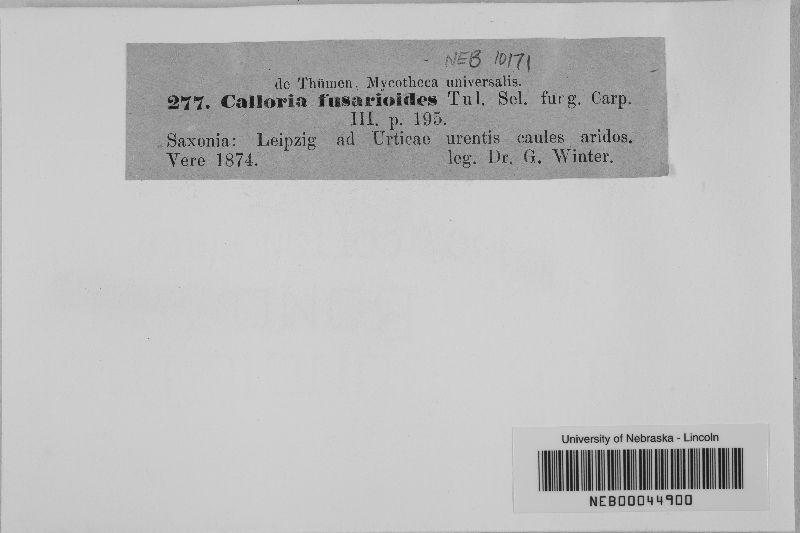 NEB 10171
de Thümen, Mycotheca universalis.
277. Calloria fusarioides Tul. Sel. fung. Carp.
III. p. 195.
Saxonia: Leipzig ad Urticae urentis caules aridos.
Vere 1874. leg. Dr. G. Winter.
University of Nebraska - Lincoln
NEB00044900